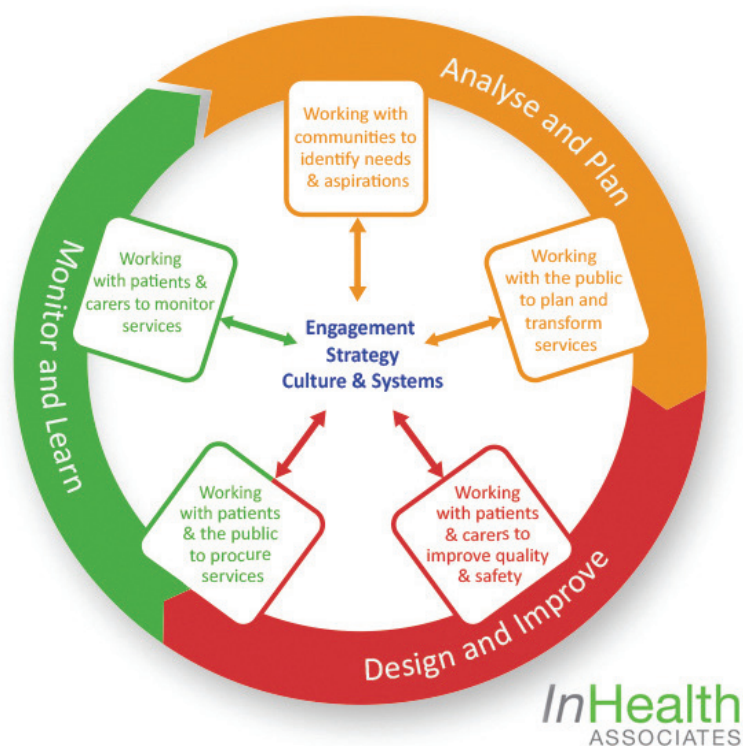 Analyse and Plan
Working with
communities to
identify needs
& aspirations
Working
with the public
to plan and
transform
services
Working
with patients &
carers to monitor
services
Engagement
Strategy
Culture & Systems
Monitor and Learn
Working
with patients
& the public
to procure
services
Working
with patients
& carers to
improve quality
& safety
Design and Improve
InHealth
ASSOCIATES